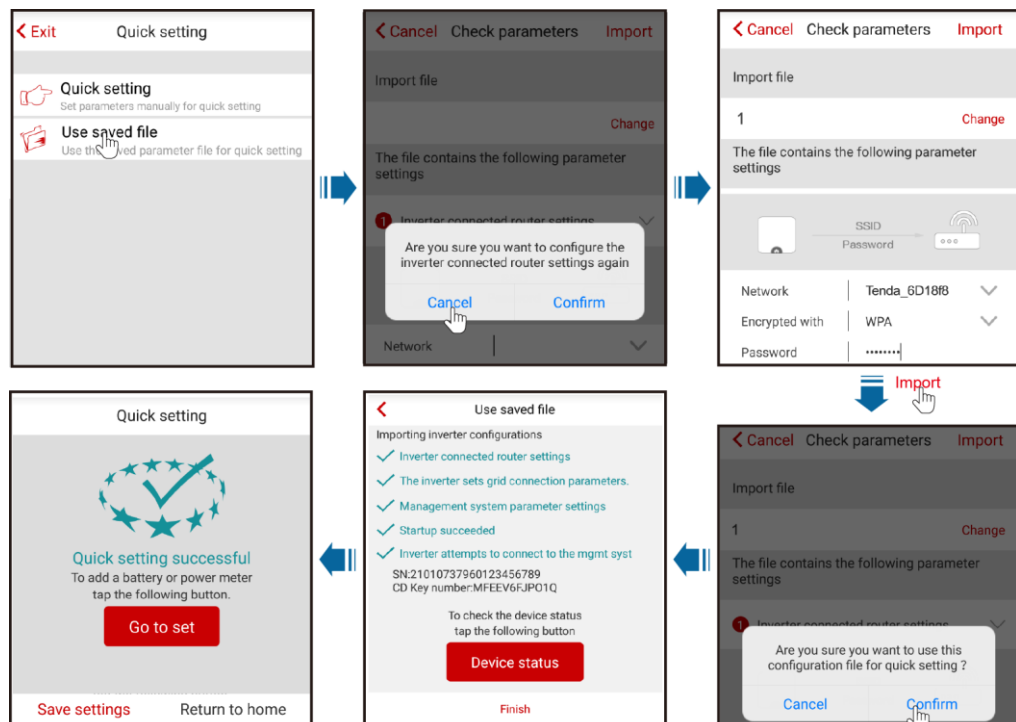 Exit Quick setting
Quick setting
Set parameters manually for quick setting
Use saved file
Use the saved parameter file for quick setting
Cancel Check parameters Import
Import file
Change
The file contains the following parameter
settings
1 Inverter connected router settings
Are you sure you want to configure the
inverter connected router settings again
Cancel Confirm
Network
Cancel Check parameters Import
Import file
1 Change
The file contains the following parameter
settings
SSID
Password
Network Tenda_6D18f8
Encrypted with WPA
Password ········
Import
Cancel Check parameters Import
Import file
1 Change
The file contains the following parameter
settings
1 Inverter connected router settings
Are you sure you want to use this
configuration file for quick setting ?
Cancel Confirm
Use saved file
Importing inverter configurations
Inverter connected router settings
The inverter sets grid connection parameters.
Management system parameter settings
Startup succeeded
Inverter attempts to connect to the mgmt syst
SN:21010737960123456789
CD Key number:MFEEV6FJPO1Q
To check the device status
tap the following button
Device status
Finish
Quick setting
Quick setting successful
To add a battery or power meter
tap the following button.
Go to set
Save settings Return to home